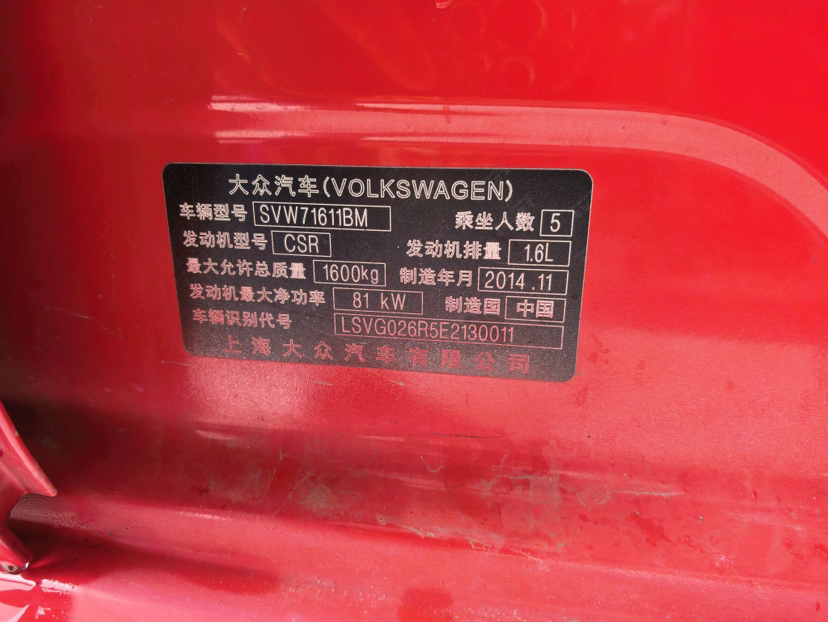 大众汽车(VOLKSWAGEN)
车辆型号 SVW71611BM 乘坐人数 5
发动机型号 CSR 发动机排量 1.6L
最大允许总质量 1600kg 制造年月 2014.11
发动机最大净功率 81 kW 制造国 中国
车辆识别代号 LSVG026R5E2130011
上海大众汽车有限公司